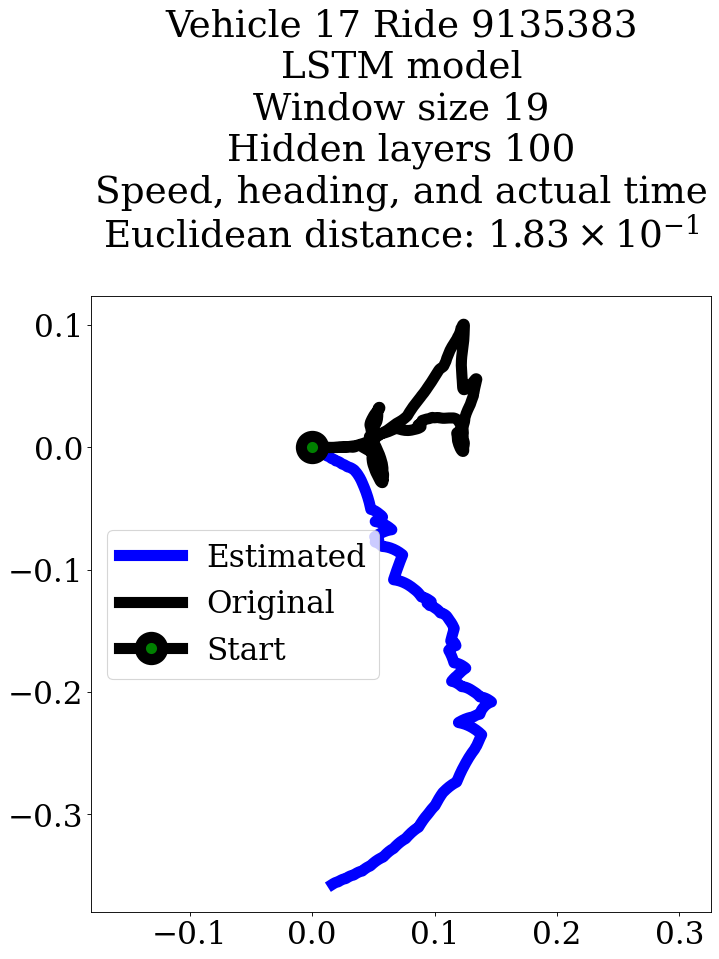 Vehicle 17 Ride 9135383
LSTM model
Window size 19
Hidden layers 100
Speed, heading, and actual time
Euclidean distance: 1.83 × 10⁻¹
0.1
0.0
−0.1
−0.2
−0.3
Estimated
Original
Start
−0.1 0.0 0.1 0.2 0.3